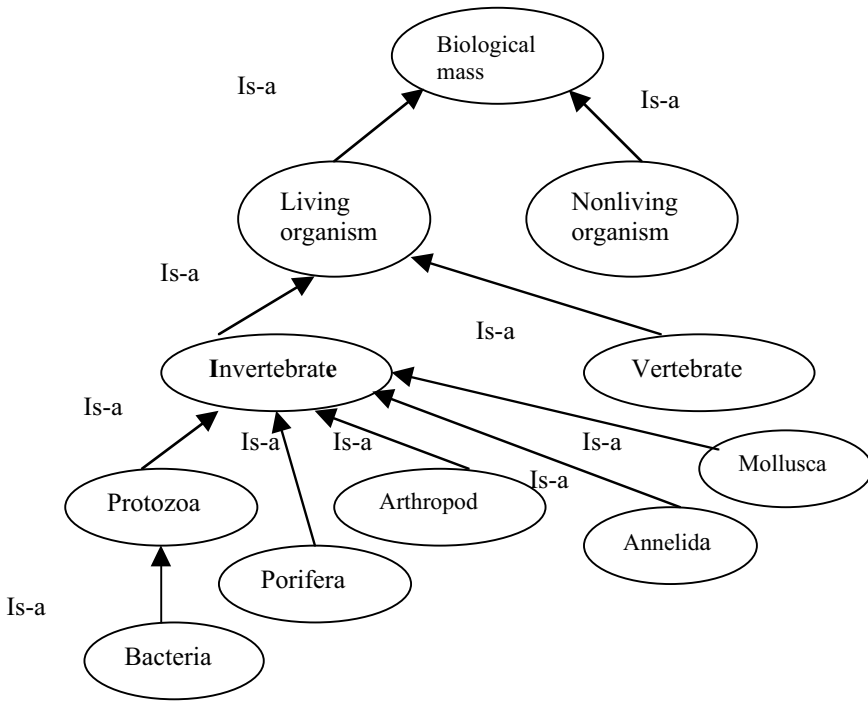 Biological
mass
Is-a
Is-a
Living
organism
Nonliving
organism
Is-a
Is-a
Invertebrate
Vertebrate
Is-a
Is-a
Is-a
Is-a
Is-a
Mollusca
Protozoa
Arthropod
Annelida
Porifera
Is-a
Bacteria